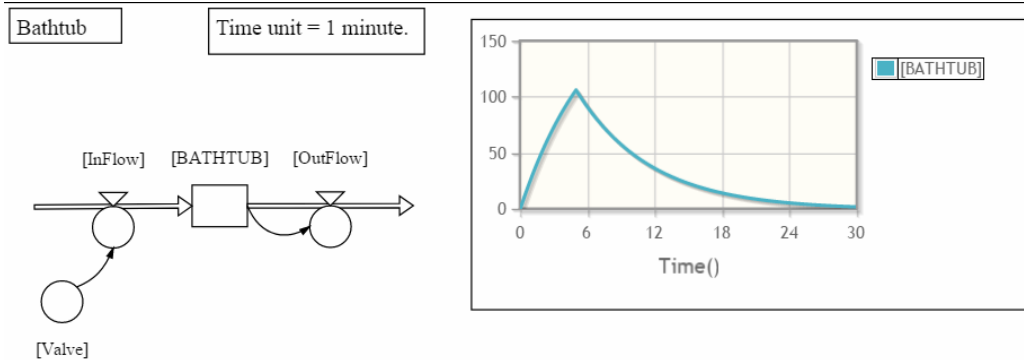 Bathtub
Time unit = 1 minute.
[InFlow]
[BATHTUB]
[OutFlow]
[Valve]
150
100
50
0
0 6 12 18 24 30
Time()
[BATHTUB]